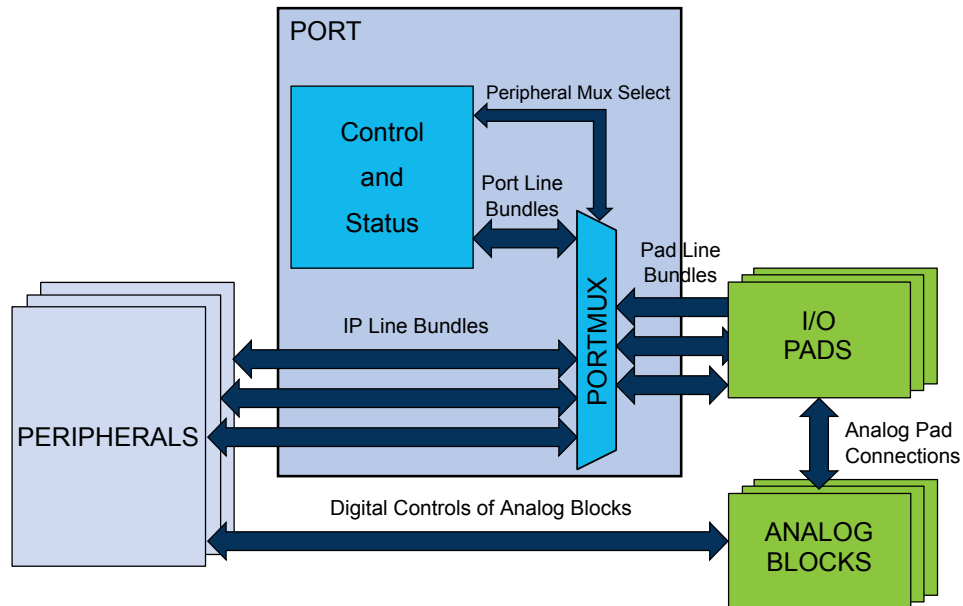 PORT
Peripheral Mux Select
Control
and
Status
Port Line
Bundles
Pad Line
Bundles
PORTMUX
I/O
PADS
IP Line Bundles
PERIPHERALS
Analog Pad
Connections
Digital Controls of Analog Blocks
ANALOG
BLOCKS